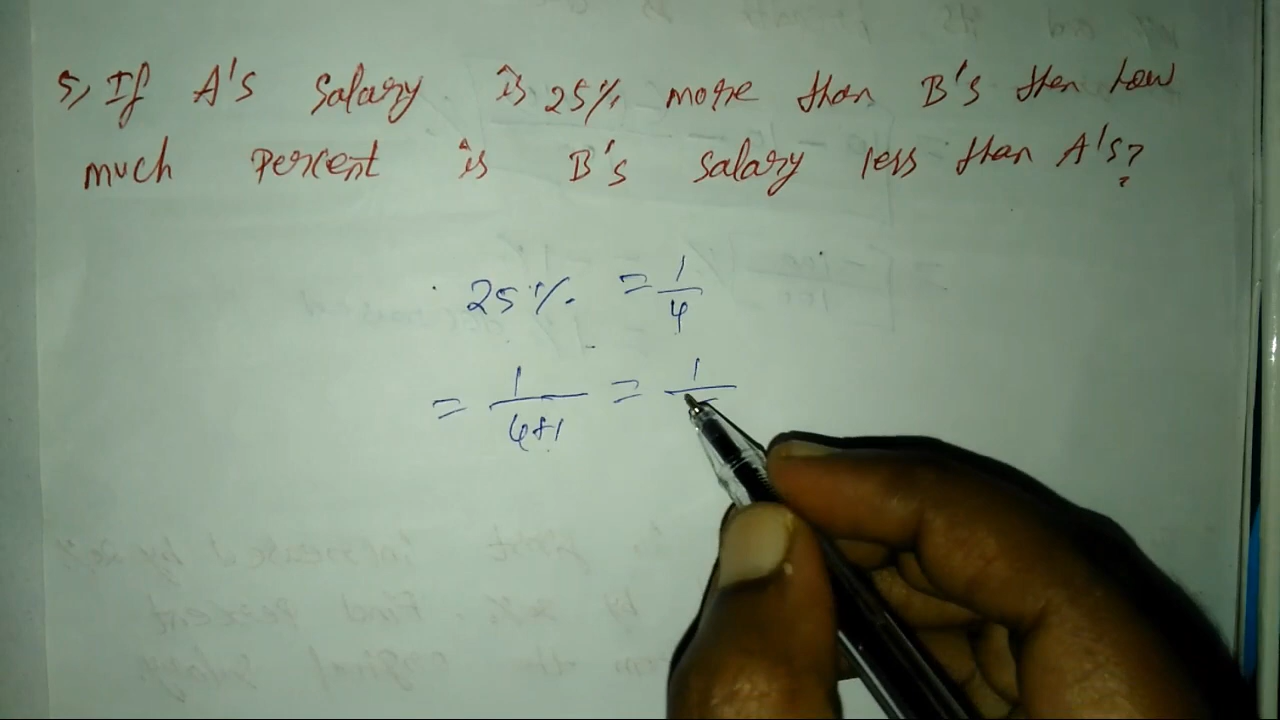 5, If A's salary is 25% more than B's then how
much percent is B's salary less than A's?
25% = 1/4
= 1/4+1 = 1/